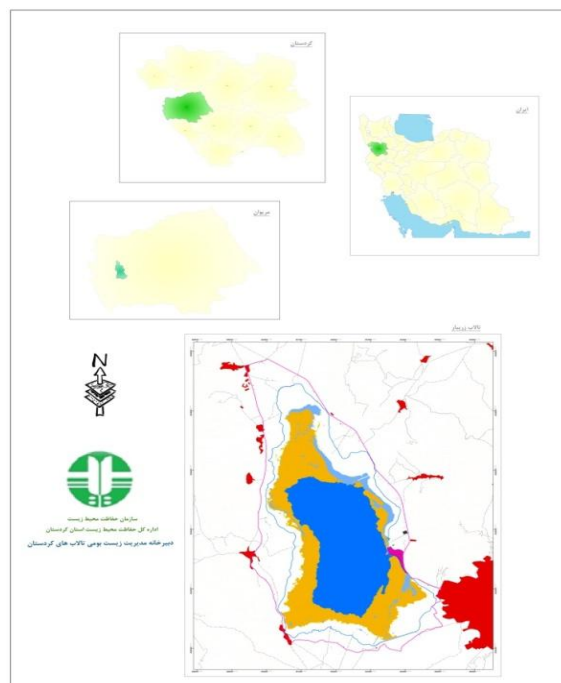 کردستان
ایران
مریوان
تالاب زریبار
N
سازمان حفاظت محیط زیست
اداره کل حفاظت محیط زیست استان کردستان
دبیرخانه مدیریت زیست بومی تالاب های کردستان